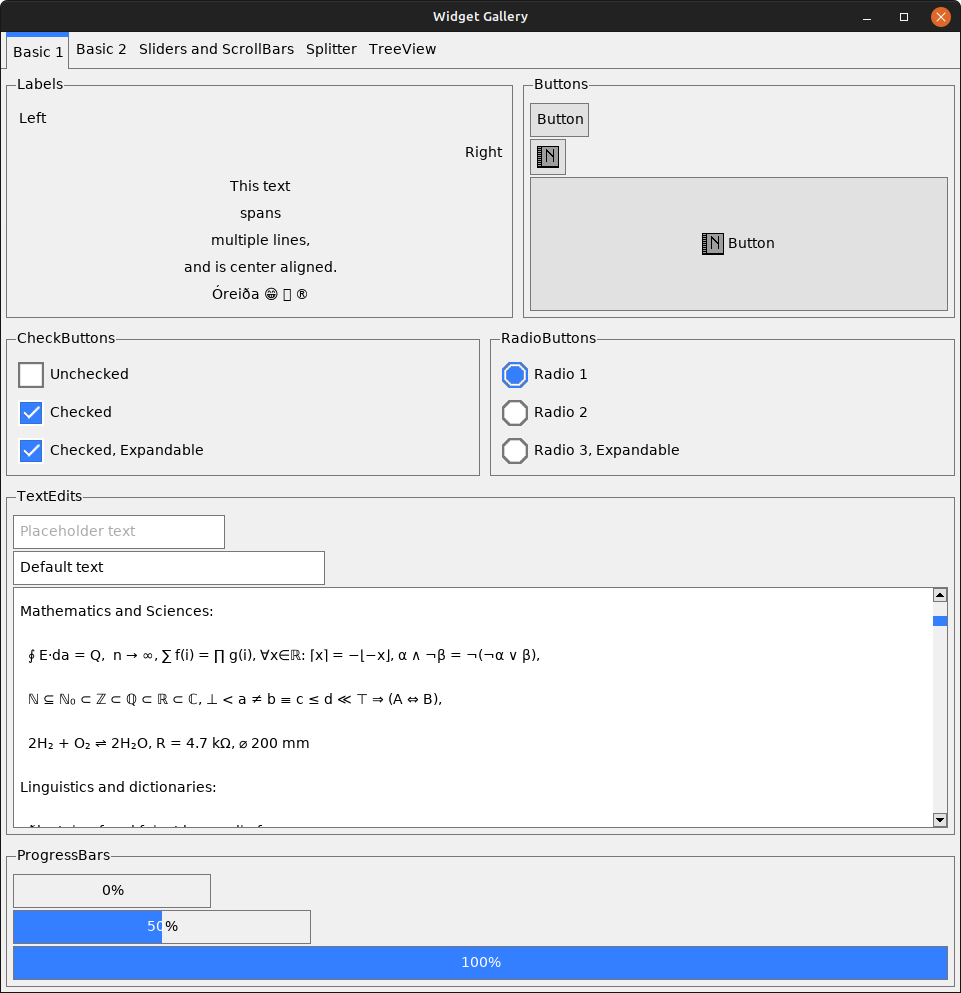 Widget Gallery
Basic 1 Basic 2 Sliders and ScrollBars Splitter TreeView
Labels
Left
Right
This text
spans
multiple lines,
and is center aligned.
Óreiða 😁 ®
Buttons
Button
N
N Button
CheckButtons
Unchecked
Checked
Checked, Expandable
RadioButtons
Radio 1
Radio 2
Radio 3, Expandable
TextEdits
Placeholder text
Default text
Mathematics and Sciences:
∮ E⋅da = Q,  n → ∞, ∑ f(i) = ∏ g(i), ∀x∈ℝ: ⌈x⌉ = −⌊−x⌋, α ∧ ¬β = ¬(¬α ∨ β),
ℕ ⊆ ℕ₀ ⊂ ℤ ⊂ ℚ ⊂ ℝ ⊂ ℂ, ⊥ < a ≠ b ≡ c ≤ d ≪ ⊤ ⇒ (A ⇔ B),
2H₂ + O₂ ⇌ 2H₂O, R = 4.7 kΩ, ⌀ 200 mm
Linguistics and dictionaries:
ProgressBars
0%
50%
100%